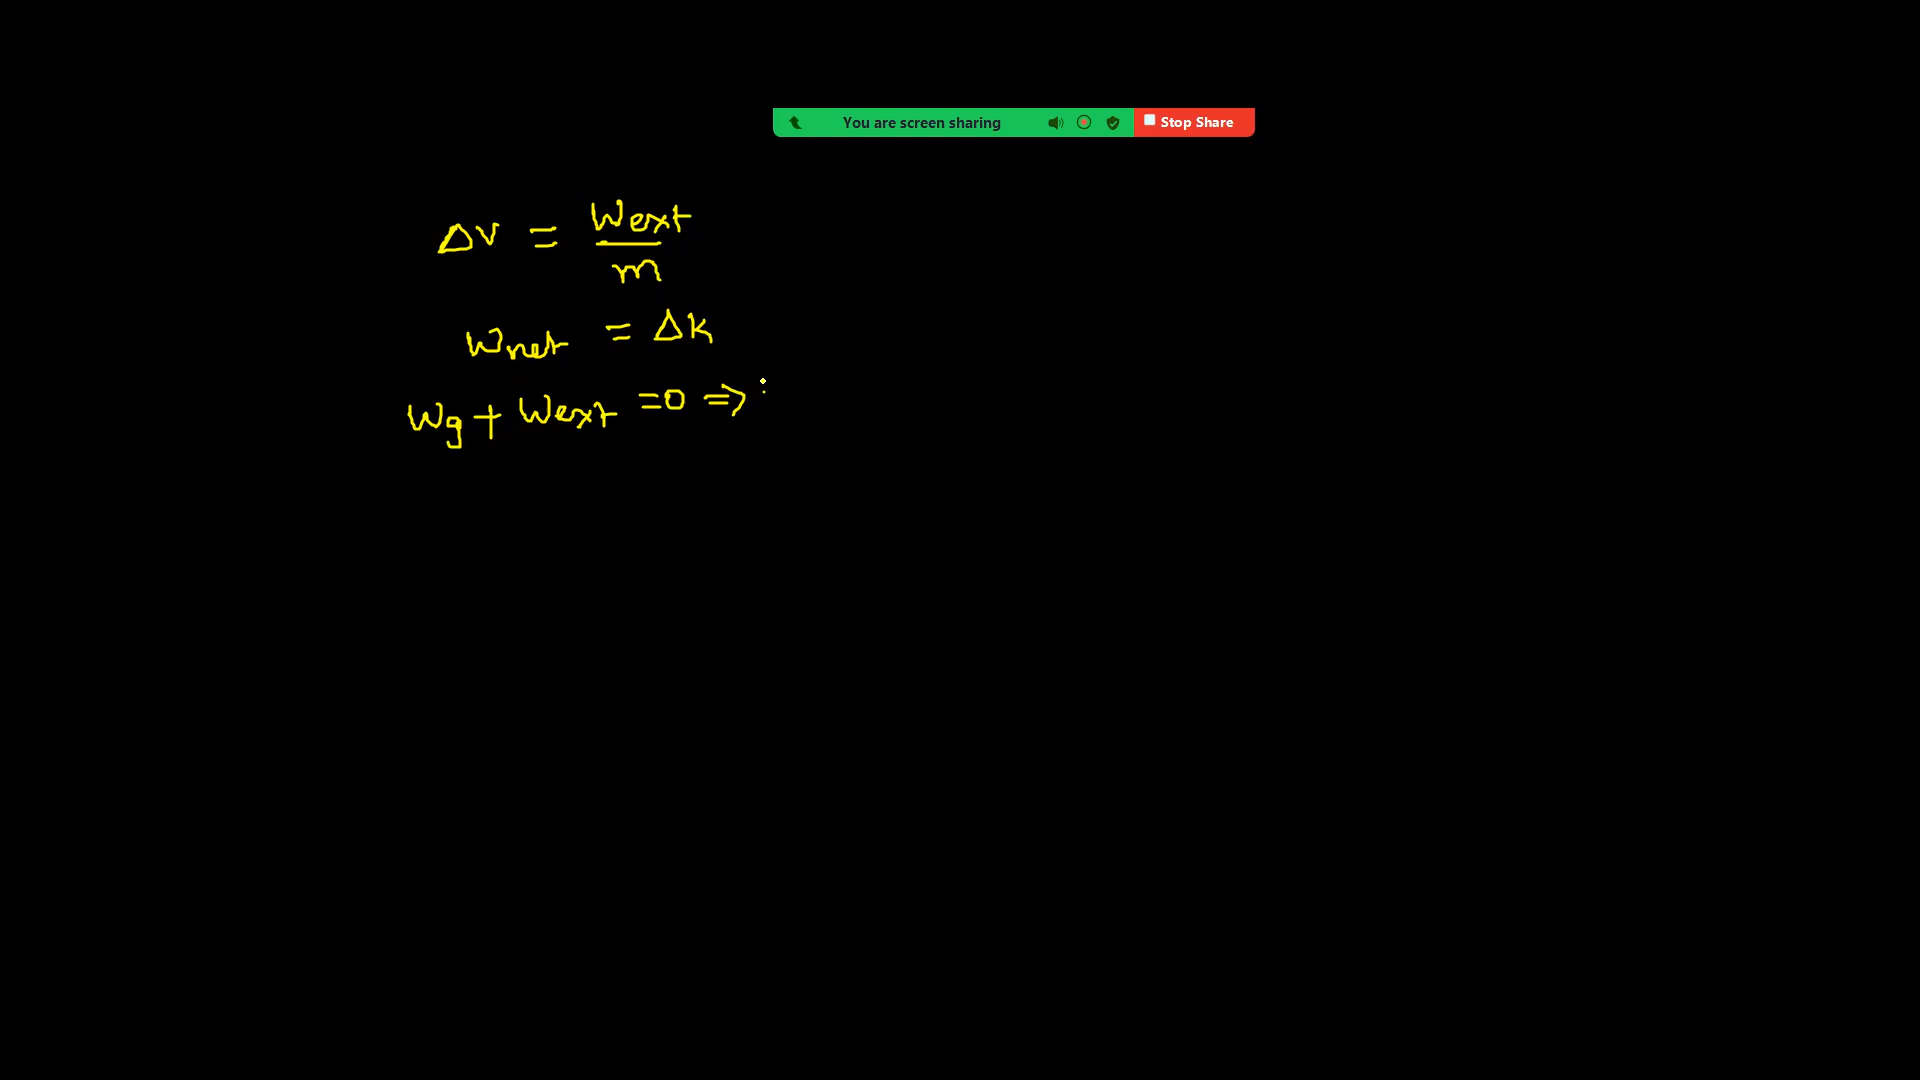 You are screen sharing Stop Share
Δv = Wext / m
Wnet = Δk
Wg + Wext = 0 ⇒